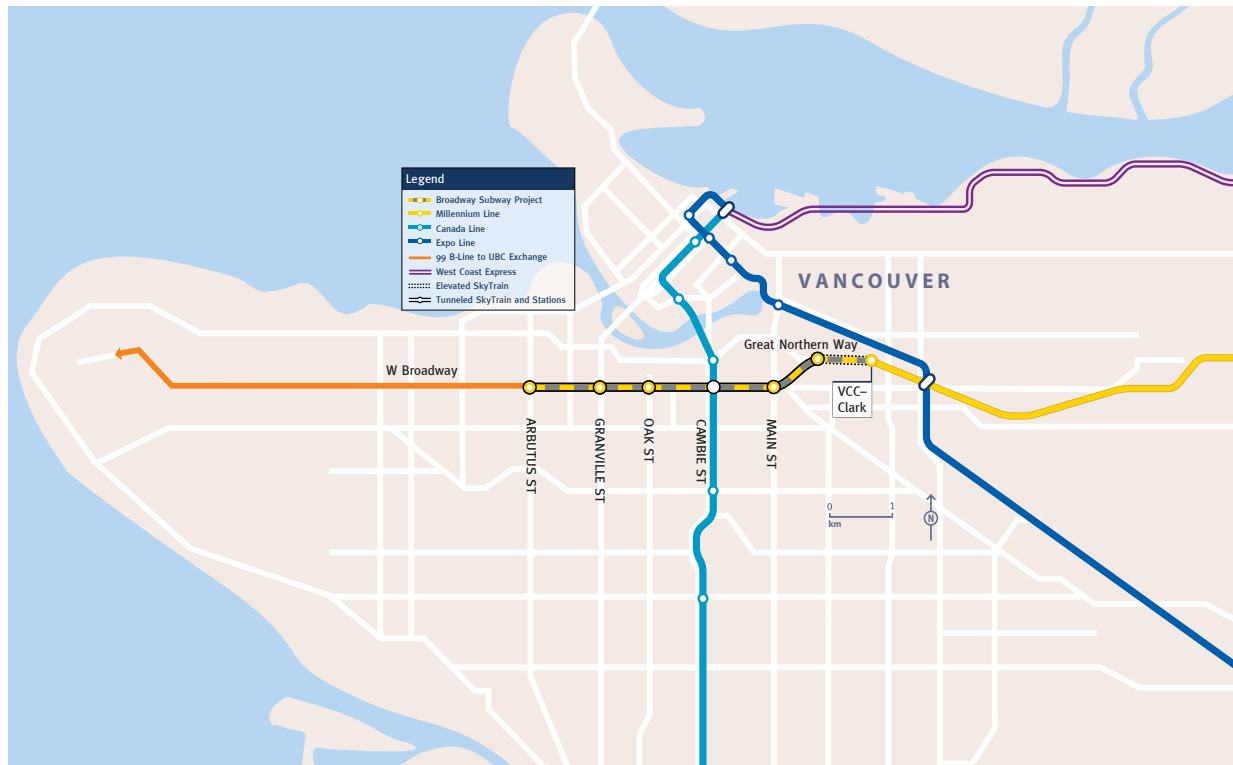 Legend
Broadway Subway Project
Millennium Line
Canada Line
Expo Line
99 B-Line to UBC Exchange
West Coast Express
Elevated SkyTrain
Tunneled SkyTrain and Stations
VANCOUVER
Great Northern Way
W Broadway
VCC–
Clark
ARBUTUS ST
GRANVILLE ST
OAK ST
CAMBIE ST
MAIN ST
0 1
km
N